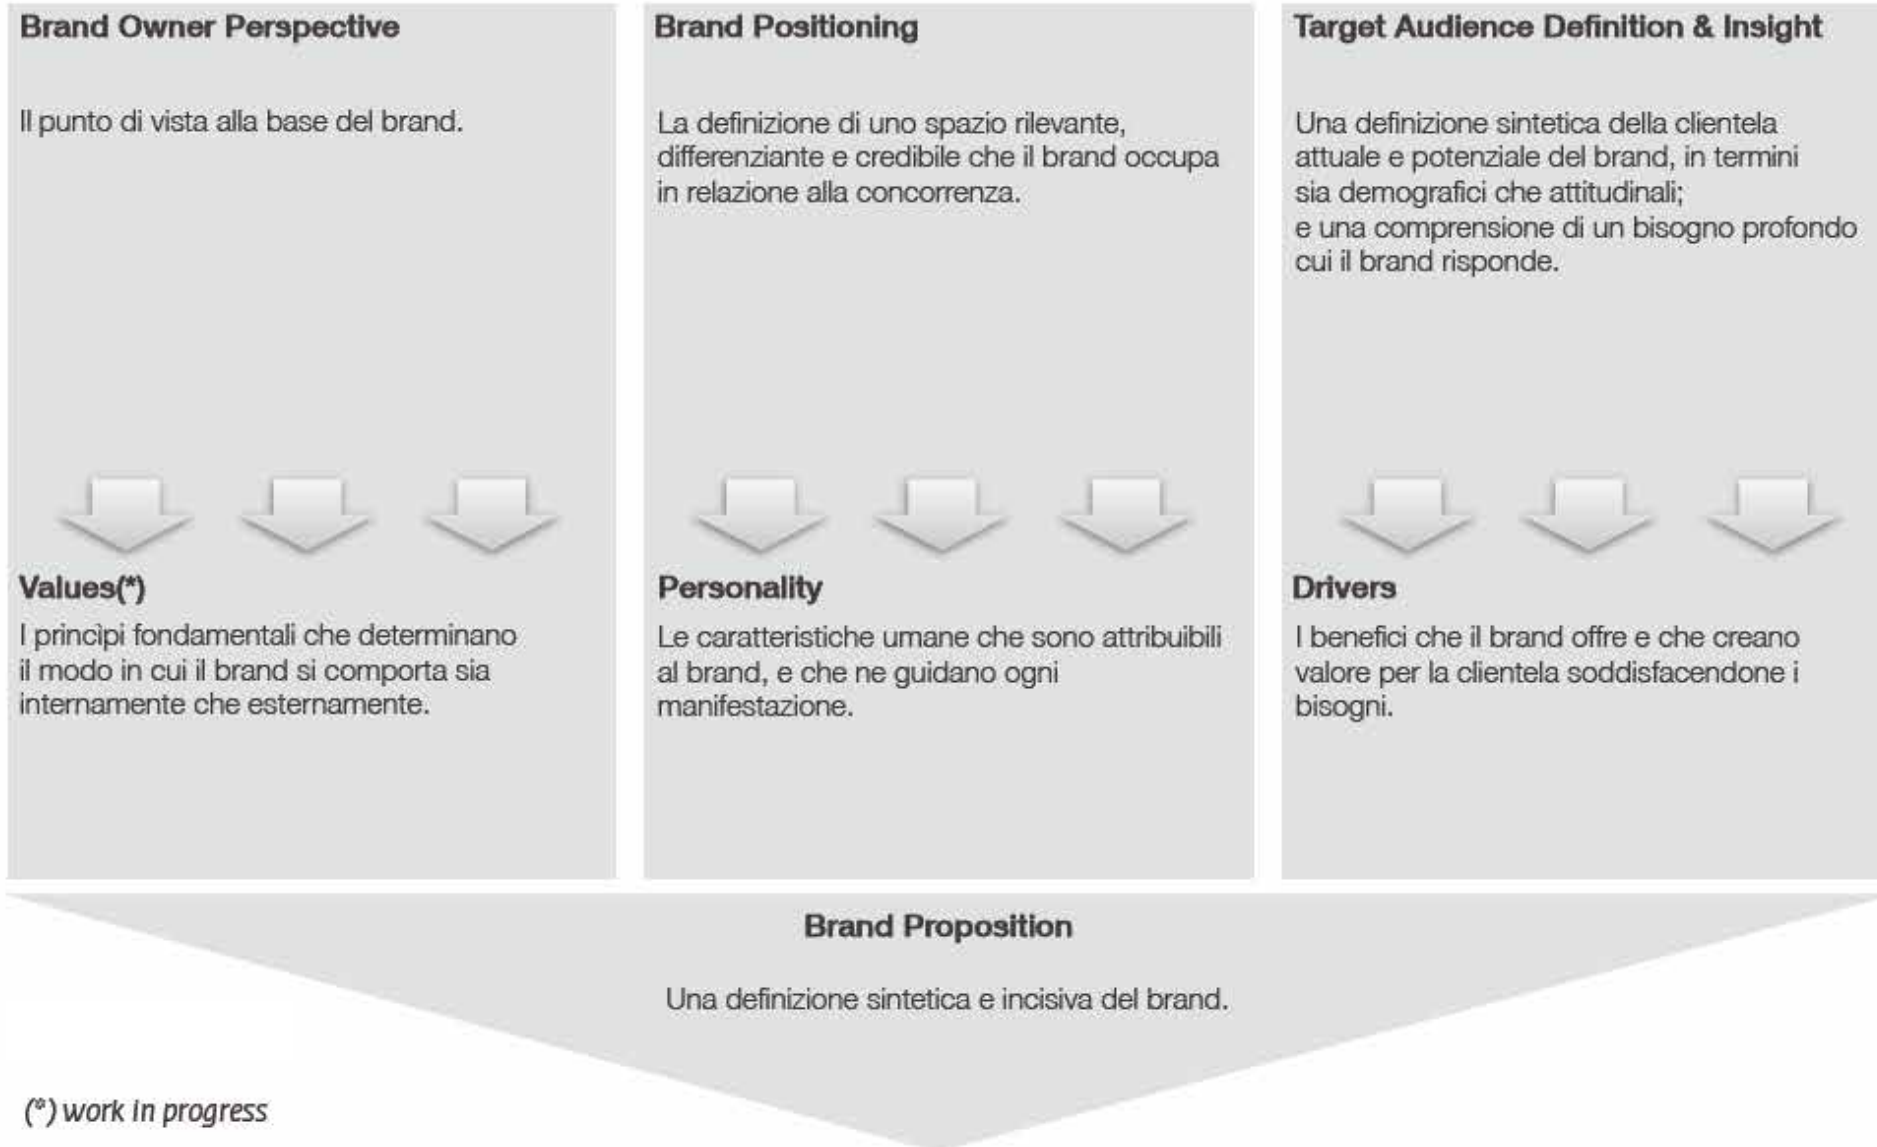 Brand Owner Perspective
Il punto di vista alla base del brand.
Values(*)
I princìpi fondamentali che determinano
il modo in cui il brand si comporta sia
internamente che esternamente.
Brand Positioning
La definizione di uno spazio rilevante,
differenziante e credibile che il brand occupa
in relazione alla concorrenza.
Personality
Le caratteristiche umane che sono attribuibili
al brand, e che ne guidano ogni
manifestazione.
Target Audience Definition & Insight
Una definizione sintetica della clientela
attuale e potenziale del brand, in termini
sia demografici che attitudinali;
e una comprensione di un bisogno profondo
cui il brand risponde.
Drivers
I benefici che il brand offre e che creano
valore per la clientela soddisfacendone i
bisogni.
Brand Proposition
Una definizione sintetica e incisiva del brand.
(*) work in progress